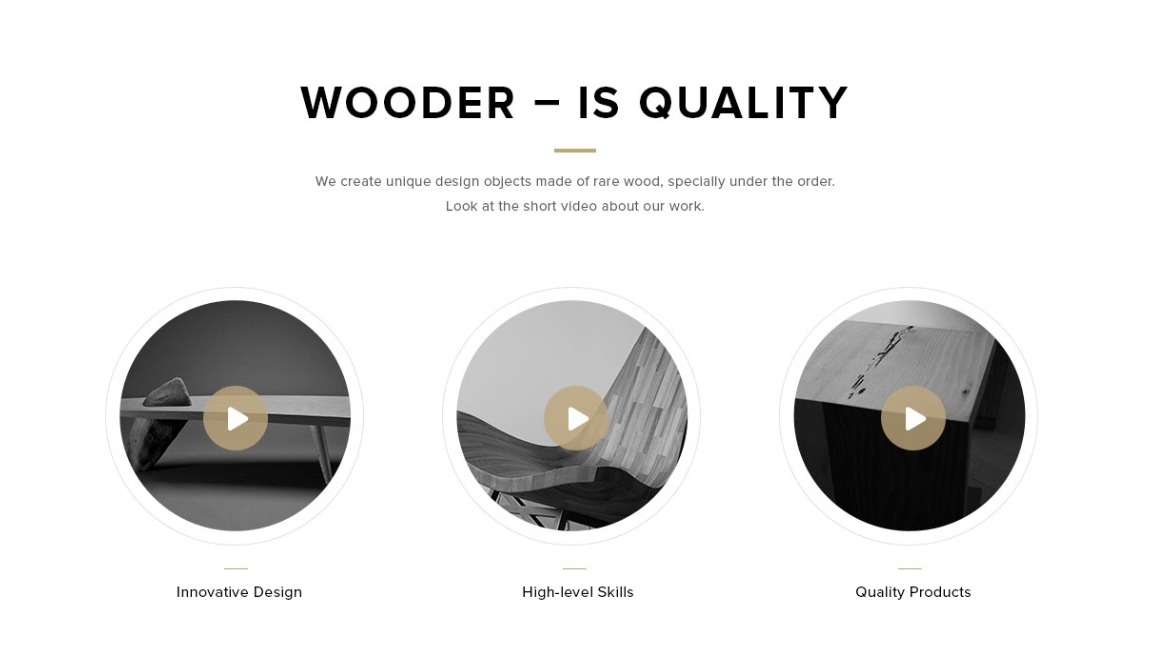 WOODER – IS QUALITY
We create unique design objects made of rare wood, specially under the order.
Look at the short video about our work.
Innovative Design
High-level Skills
Quality Products